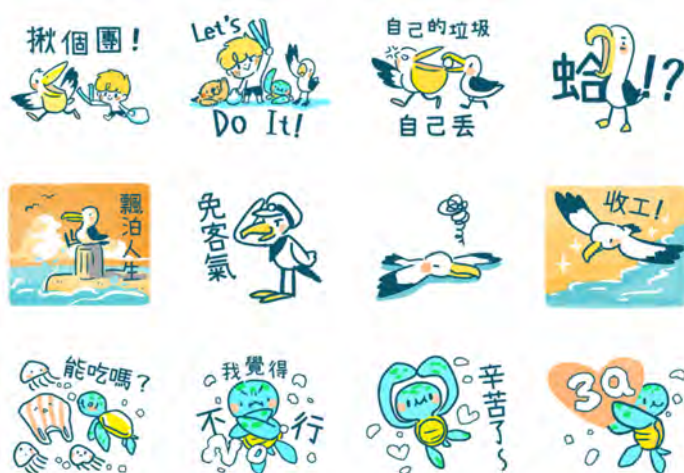 揪個團！
Let's
Do It!
自己的垃圾
自己丟
蛤!?
飄泊人生
免客氣
收工！
能吃嗎？
我覺得
不行
No
辛苦了~
3Q